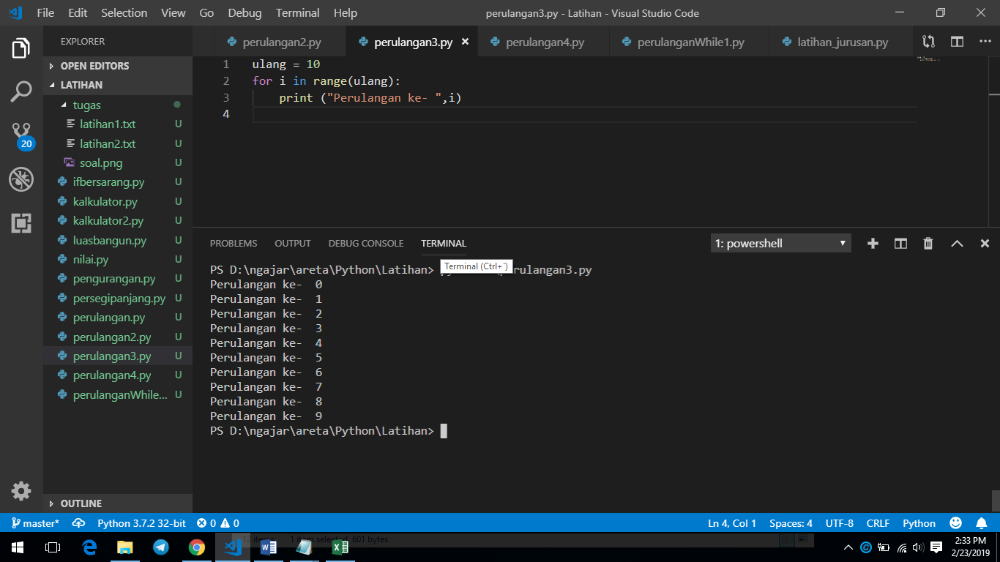 File Edit Selection View Go Debug Terminal Help
perulangan3.py - Latihan - Visual Studio Code
EXPLORER
OPEN EDITORS
LATIHAN
tugas
latihan1.txt U
latihan2.txt U
soal.png U
ifbersarang.py U
kalkulator.py U
kalkulator2.py U
luasbangun.py U
nilai.py U
pengurangan.py U
persegipanjang.py U
perulangan.py U
perulangan2.py U
perulangan3.py U
perulangan4.py U
perulanganWhile... U
OUTLINE
20
perulangan2.py perulangan3.py perulangan4.py perulanganWhile1.py latihan_jurusan.py
1 ulang = 10
2 for i in range(ulang):
3 print ("Perulangan ke- ",i)
4
PROBLEMS OUTPUT DEBUG CONSOLE TERMINAL 1: powershell
Terminal (Ctrl+`)
PS D:\ngajar\areta\Python\Latihan> rulangan3.py
Perulangan ke-  0
Perulangan ke-  1
Perulangan ke-  2
Perulangan ke-  3
Perulangan ke-  4
Perulangan ke-  5
Perulangan ke-  6
Perulangan ke-  7
Perulangan ke-  8
Perulangan ke-  9
PS D:\ngajar\areta\Python\Latihan>
master* Python 3.7.2 32-bit 0 0 Ln 4, Col 1 Spaces: 4 UTF-8 CRLF Python
12 items 1 item selected 601 bytes
2:33 PM
2/23/2019